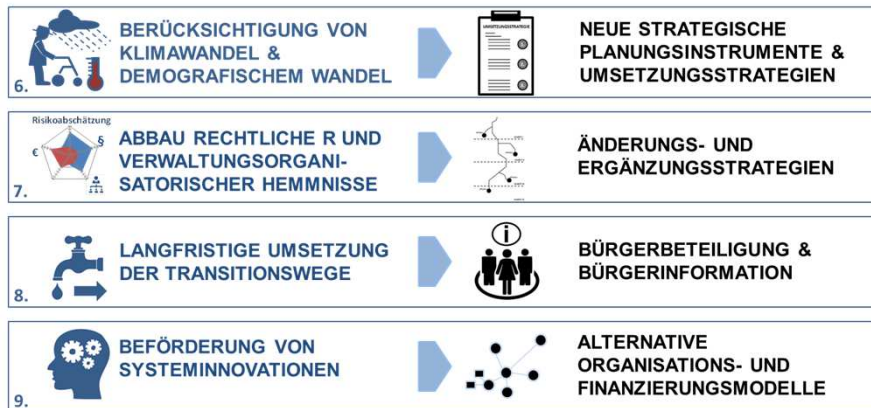 BERÜCKSICHTIGUNG VON
KLIMAWANDEL &
DEMOGRAFISCHEM WANDEL
6.
UMSETZUNGSSTRATEGIE
NEUE STRATEGISCHE
PLANUNGSINSTRUMENTE &
UMSETZUNGSSTRATEGIEN
Risikoabschätzung
€
§
7.
ABBAU RECHTLICHE R UND
VERWALTUNGSORGANI-
SATORISCHER HEMMNISSE
ÄNDERUNGS- UND
ERGÄNZUNGSSTRATEGIEN
8.
LANGFRISTIGE UMSETZUNG
DER TRANSITIONSWEGE
i
BÜRGERBETEILIGUNG &
BÜRGERINFORMATION
9.
BEFÖRDERUNG VON
SYSTEMINNOVATIONEN
ALTERNATIVE
ORGANISATIONS- UND
FINANZIERUNGSMODELLE